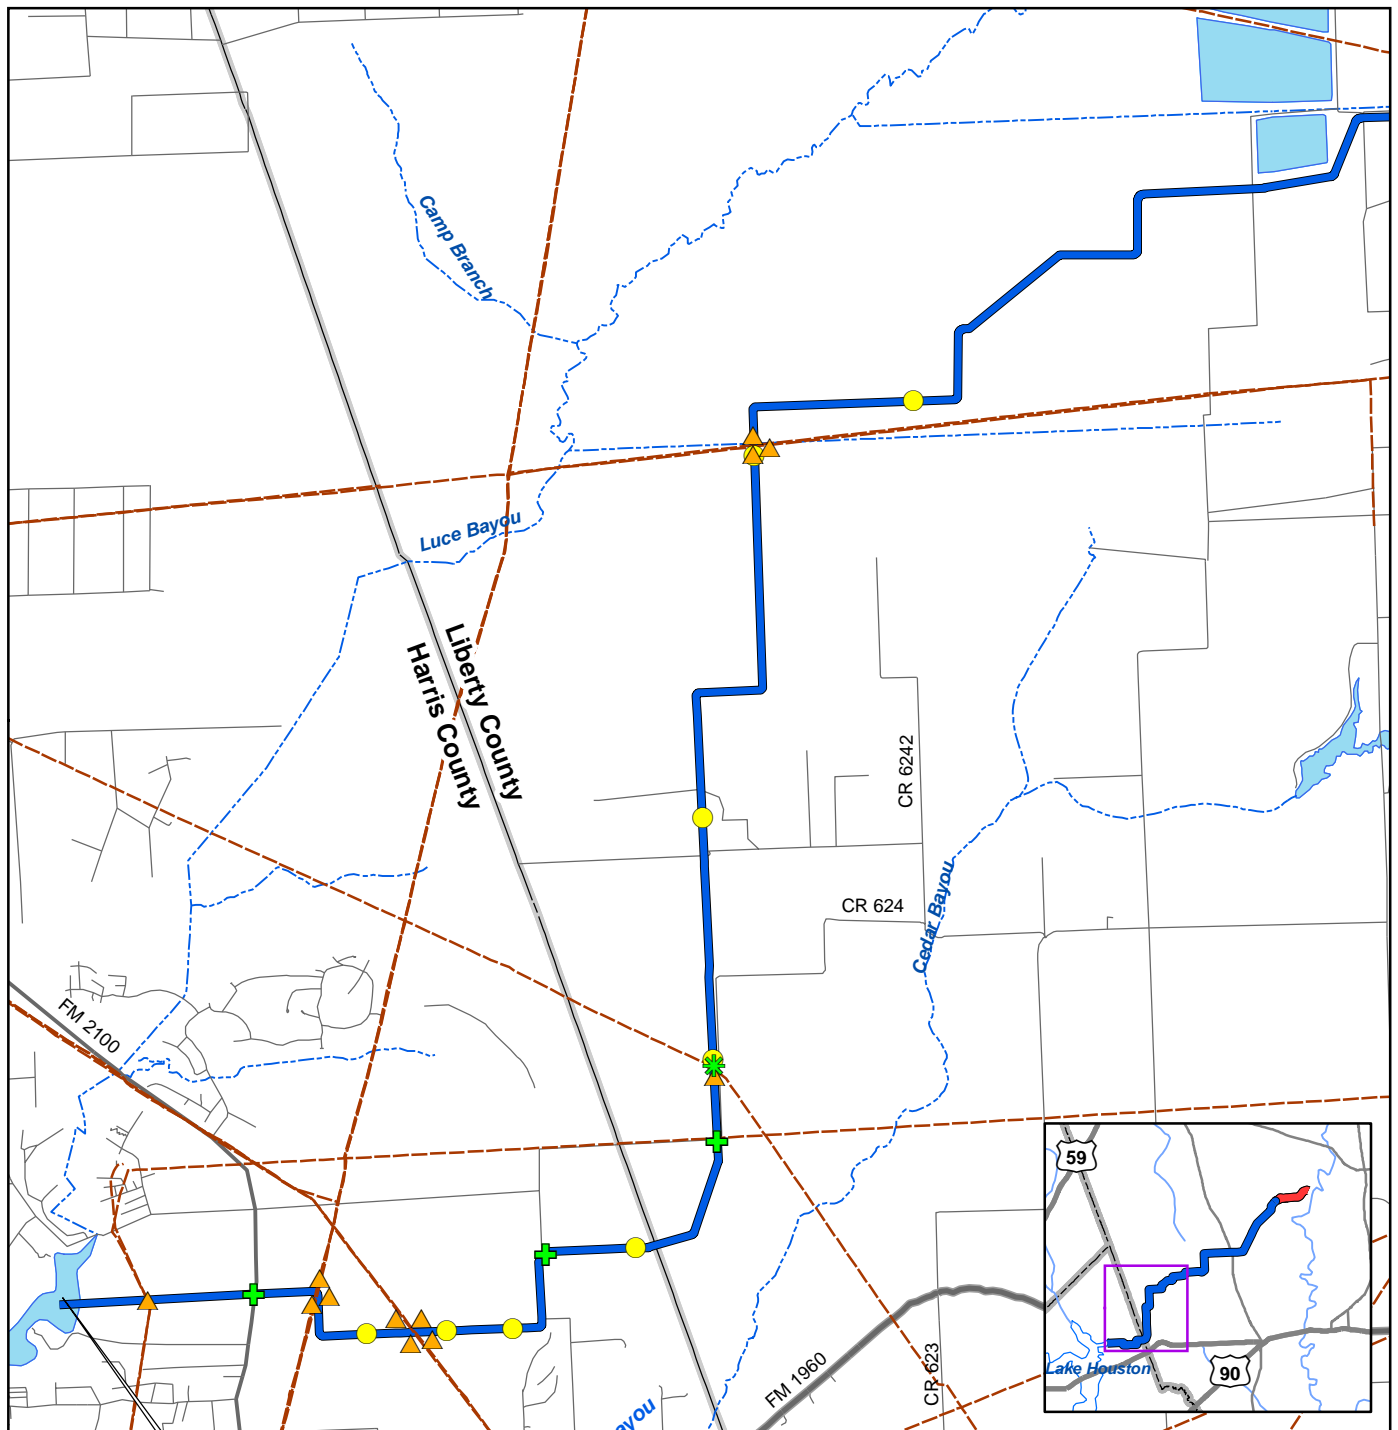 Camp Branch
Luce Bayou
Liberty County
Harris County
CR 6242
CR 624
Cedar Bayou
FM 2100
59
FM 1960
CR 623
Lake Houston
90
ayou